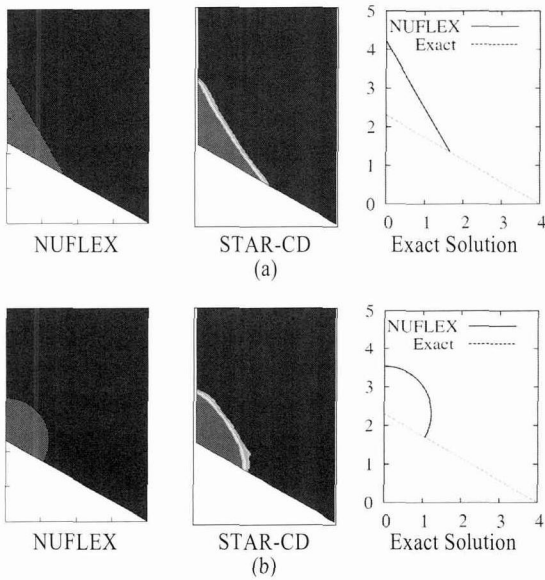 5
NUFLEX
Exact
4
3
2
1
0
0 1 2 3 4
NUFLEX STAR-CD Exact Solution
(a)
5
NUFLEX
Exact
4
3
2
1
0
0 1 2 3 4
NUFLEX STAR-CD Exact Solution
(b)